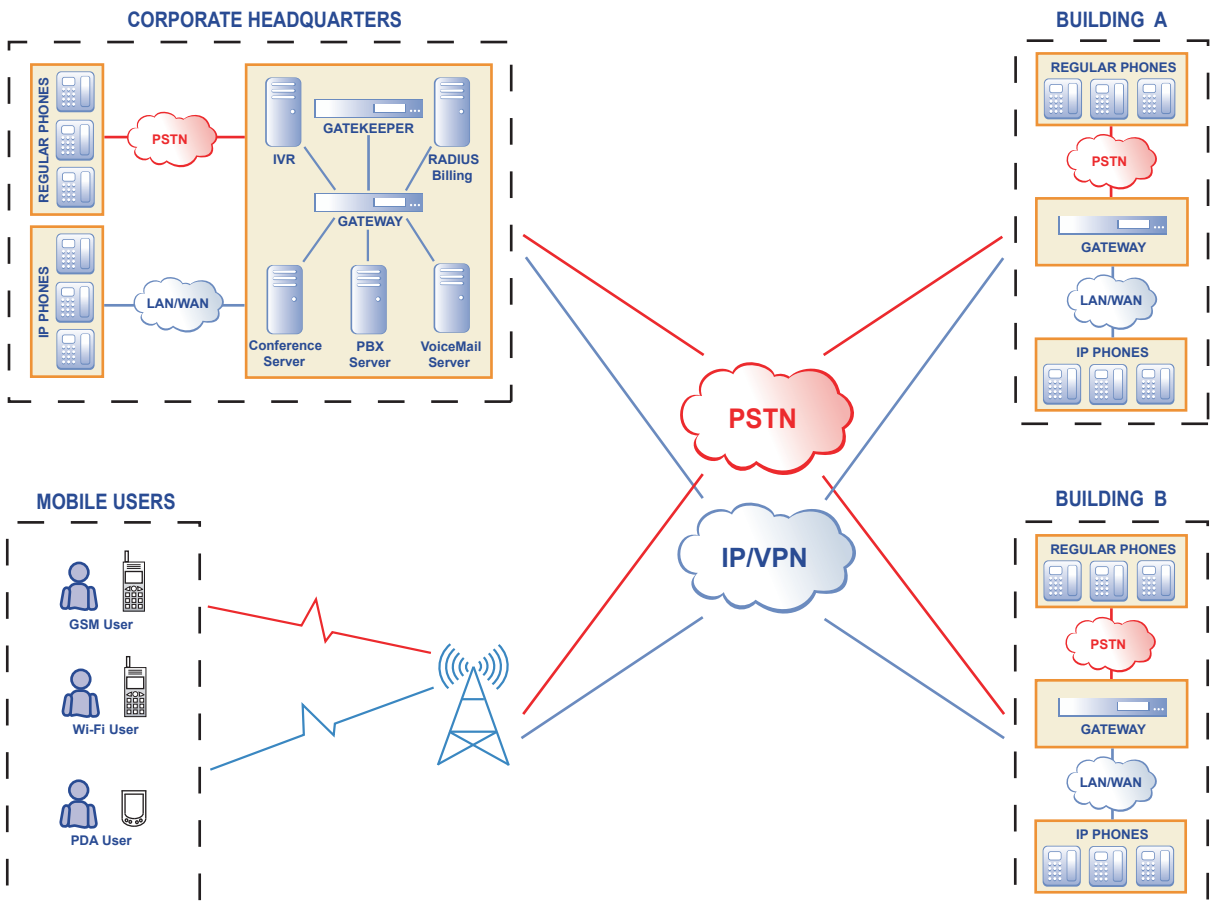 CORPORATE HEADQUARTERS
REGULAR PHONES
PSTN
IVR
GATEKEEPER
RADIUS
Billing
GATEWAY
IP PHONES
LAN/WAN
Conference
Server
PBX
Server
VoiceMail
Server
BUILDING A
REGULAR PHONES
PSTN
GATEWAY
LAN/WAN
IP PHONES
PSTN
IP/VPN
MOBILE USERS
GSM User
Wi-Fi User
PDA User
BUILDING B
REGULAR PHONES
PSTN
GATEWAY
LAN/WAN
IP PHONES